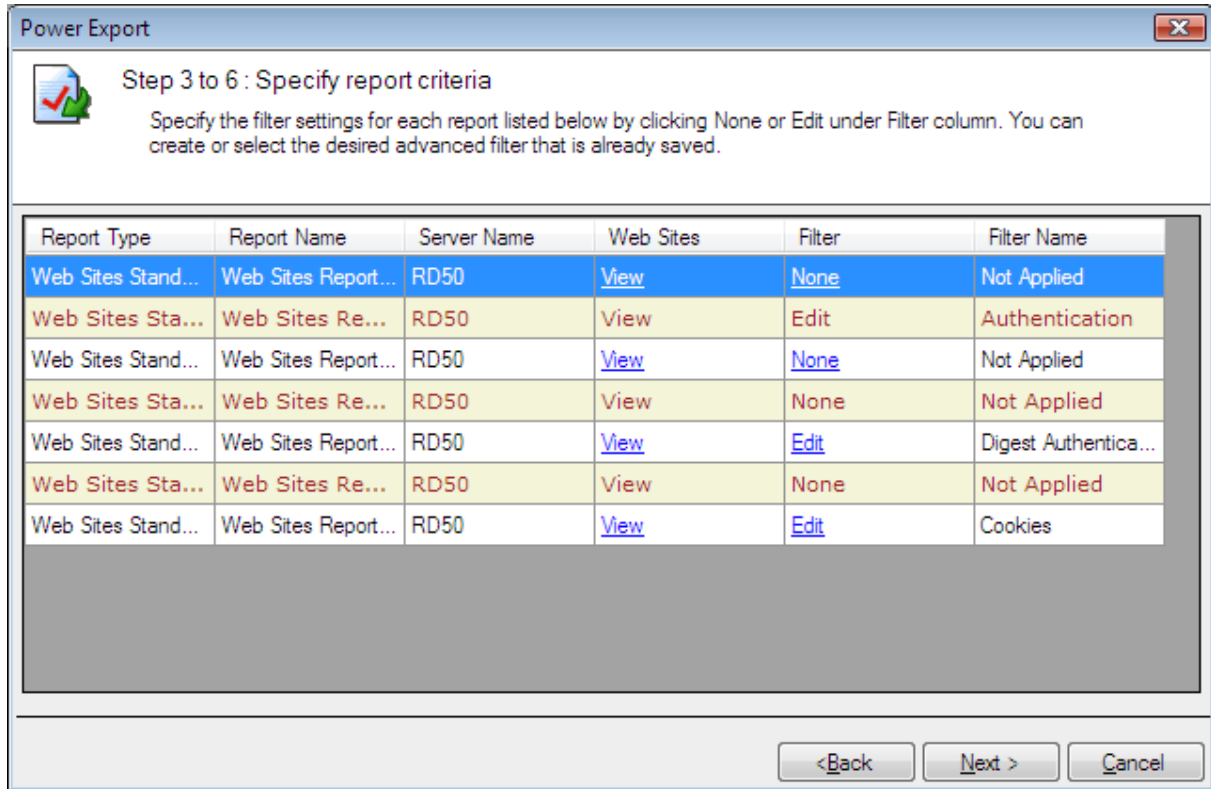 Power Export
Step 3 to 6 : Specify report criteria
Specify the filter settings for each report listed below by clicking None or Edit under Filter column. You can
create or select the desired advanced filter that is already saved.
Report Type Report Name Server Name Web Sites Filter Filter Name
Web Sites Stand... Web Sites Report... RD50 View None Not Applied
Web Sites Sta... Web Sites Re... RD50 View Edit Authentication
Web Sites Stand... Web Sites Report... RD50 View None Not Applied
Web Sites Sta... Web Sites Re... RD50 View None Not Applied
Web Sites Stand... Web Sites Report... RD50 View Edit Digest Authentica...
Web Sites Sta... Web Sites Re... RD50 View None Not Applied
Web Sites Stand... Web Sites Report... RD50 View Edit Cookies
<Back Next > Cancel